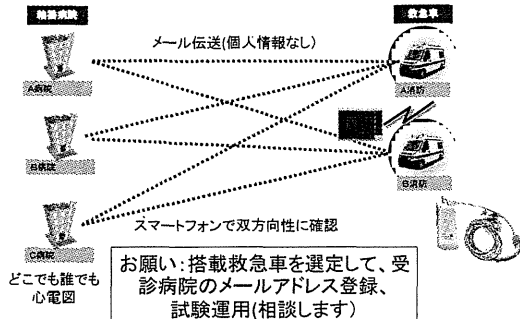 救急車
メール伝送(個人情報なし)
A病院
A消防
B病院
B消防
スマートフォンで双方向性に確認
C病院
どこでも誰でも
心電図
お願い:搭載救急車を選定して、受
診病院のメールアドレス登録、
試験運用(相談します)